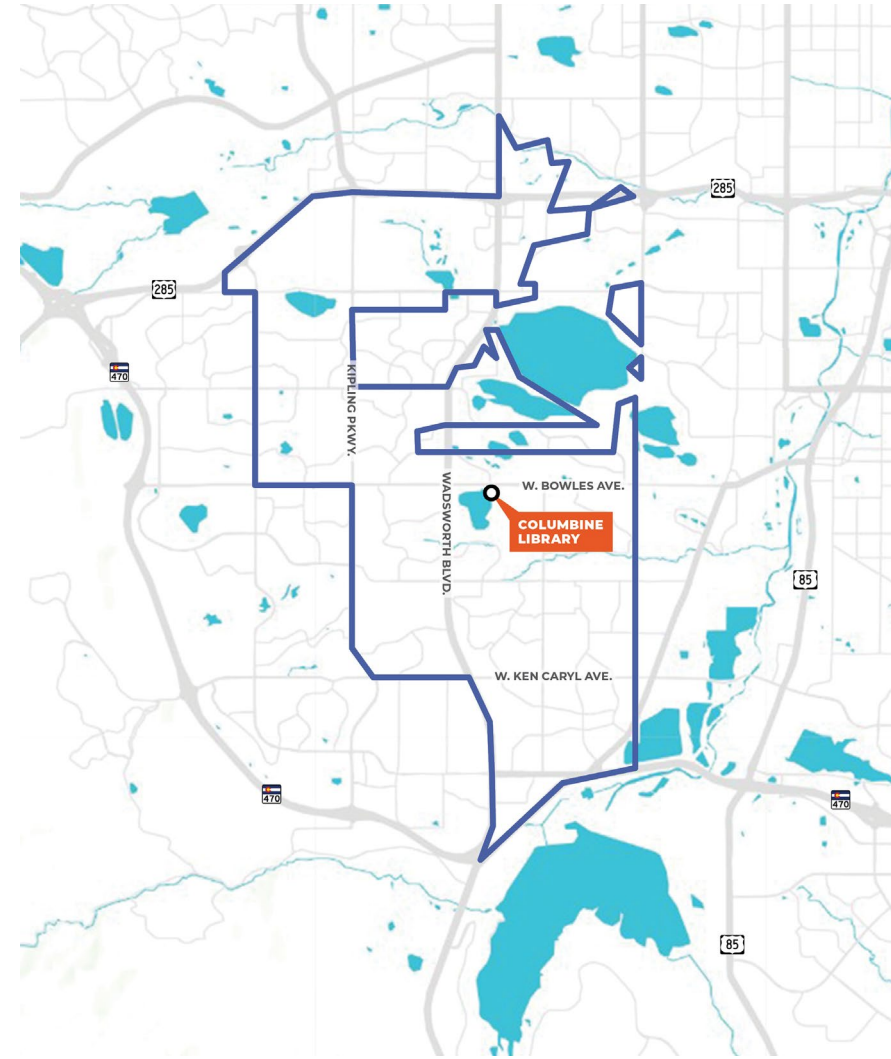 285
285
470
KIPLING PKWY.
WADSWORTH BLVD.
W. BOWLES AVE.
COLUMBINE
LIBRARY
85
W. KEN CARYL AVE.
470
470
85